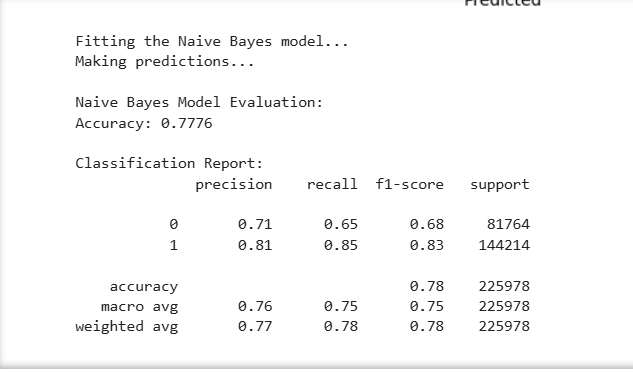 Predicted
Fitting the Naive Bayes model...
Making predictions...
Naive Bayes Model Evaluation:
Accuracy: 0.7776
Classification Report:
precision recall f1-score support
0 0.71 0.65 0.68 81764
1 0.81 0.85 0.83 144214
accuracy 0.78 225978
macro avg 0.76 0.75 0.75 225978
weighted avg 0.77 0.78 0.78 225978